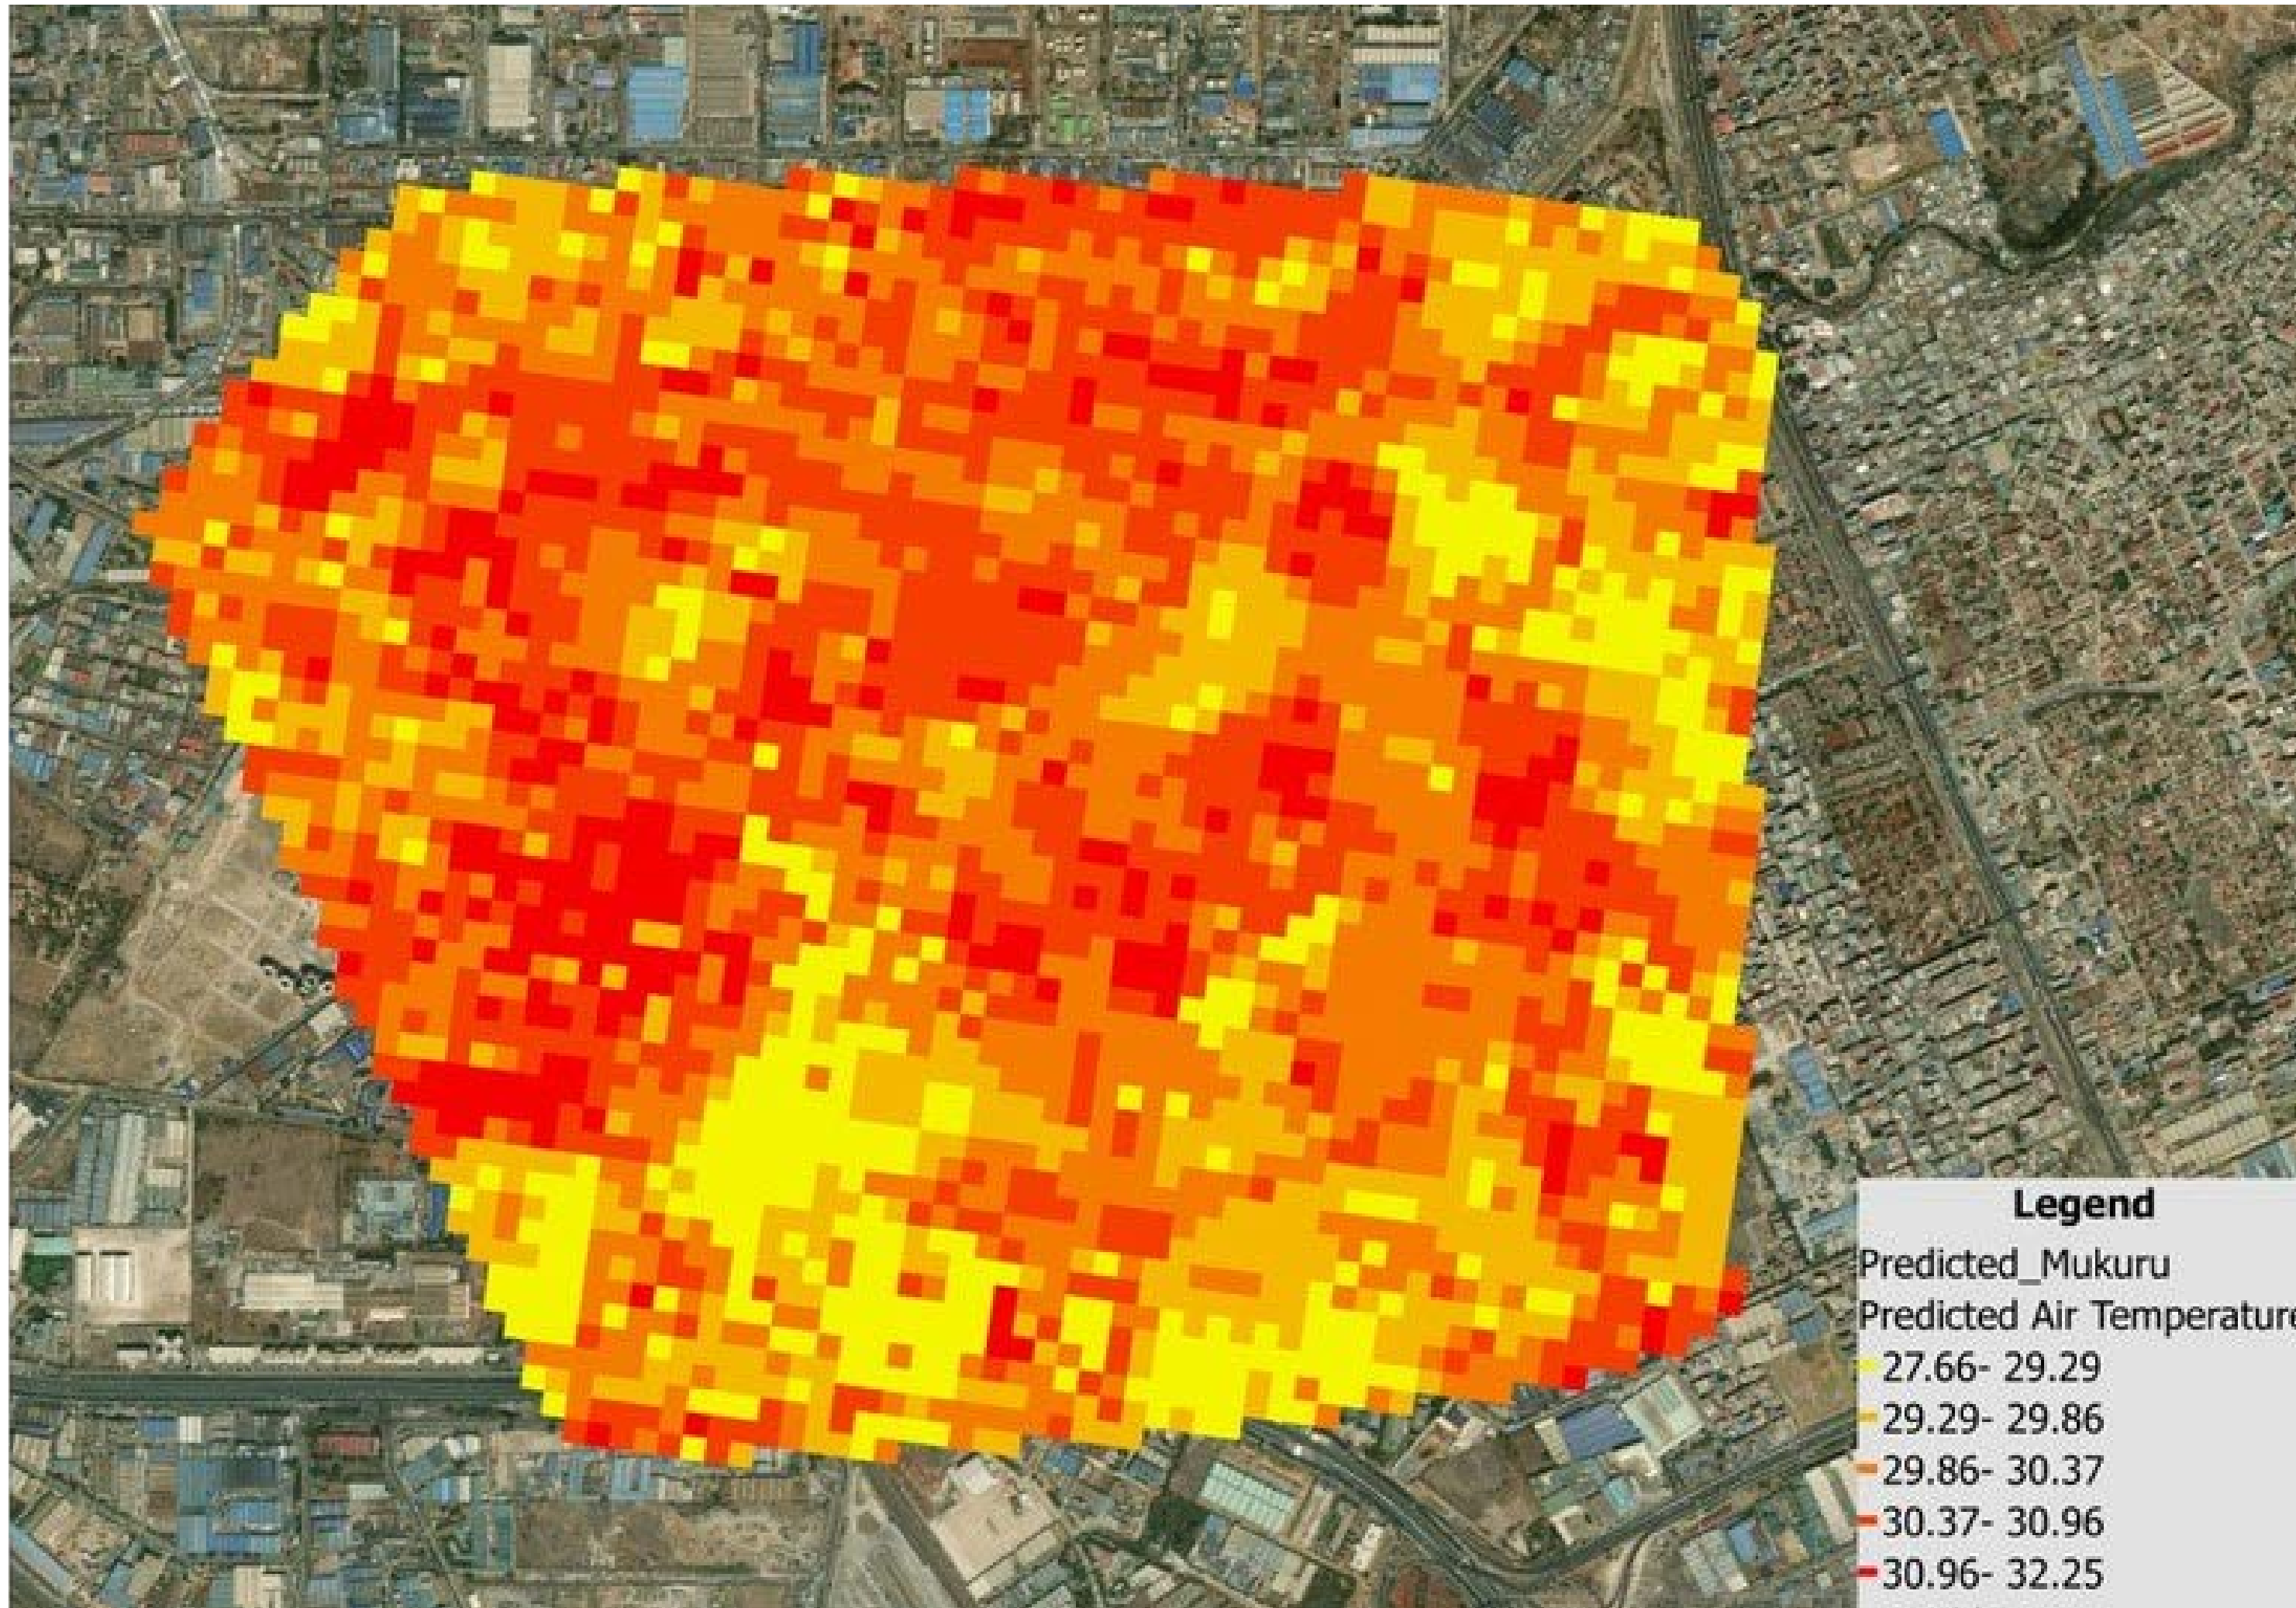 Legend
Predicted_Mukuru
Predicted Air Temperature
27.66- 29.29
29.29- 29.86
29.86- 30.37
30.37- 30.96
30.96- 32.25